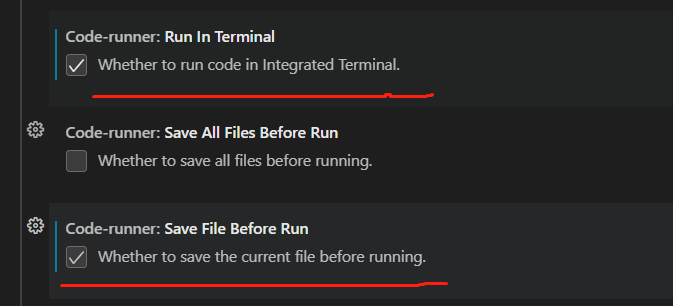 Code-runner: Run In Terminal
Whether to run code in Integrated Terminal.
Code-runner: Save All Files Before Run
Whether to save all files before running.
Code-runner: Save File Before Run
Whether to save the current file before running.